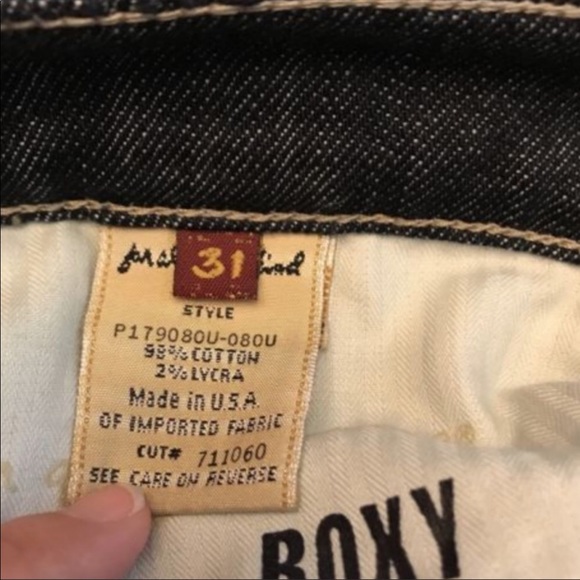 31
STYLE
P179080U-080U
98% COTTON
2% LYCRA
Made in U.S.A.
OF IMPORTED FABRIC
CUT# 711060
SEE CARE ON REVERSE
BOXY